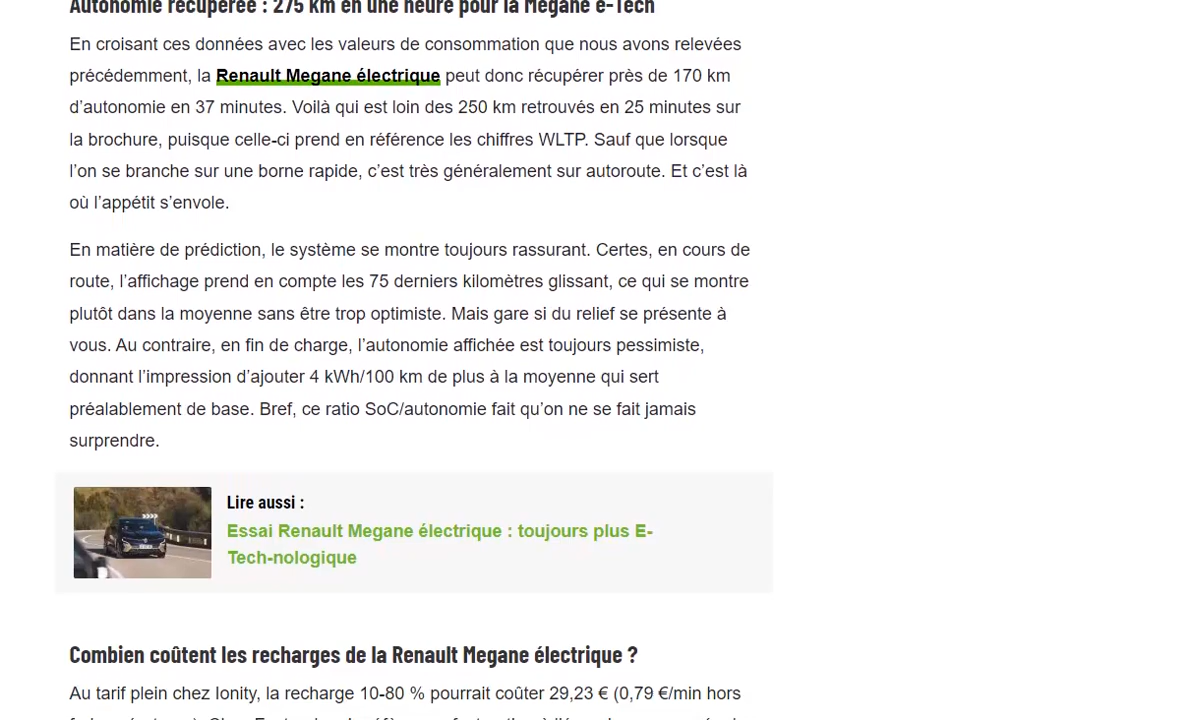 Autonomie récupérée : 275 km en une heure pour la Megane e-Tech
En croisant ces données avec les valeurs de consommation que nous avons relevées
précédemment, la Renault Megane électrique peut donc récupérer près de 170 km
d’autonomie en 37 minutes. Voilà qui est loin des 250 km retrouvés en 25 minutes sur
la brochure, puisque celle-ci prend en référence les chiffres WLTP. Sauf que lorsque
l’on se branche sur une borne rapide, c’est très généralement sur autoroute. Et c’est là
où l’appétit s’envole.
En matière de prédiction, le système se montre toujours rassurant. Certes, en cours de
route, l’affichage prend en compte les 75 derniers kilomètres glissant, ce qui se montre
plutôt dans la moyenne sans être trop optimiste. Mais gare si du relief se présente à
vous. Au contraire, en fin de charge, l’autonomie affichée est toujours pessimiste,
donnant l’impression d’ajouter 4 kWh/100 km de plus à la moyenne qui sert
préalablement de base. Bref, ce ratio SoC/autonomie fait qu’on ne se fait jamais
surprendre.
Lire aussi :
Essai Renault Megane électrique : toujours plus E-
Tech-nologique
Combien coûtent les recharges de la Renault Megane électrique ?
Au tarif plein chez Ionity, la recharge 10-80 % pourrait coûter 29,23 € (0,79 €/min hors